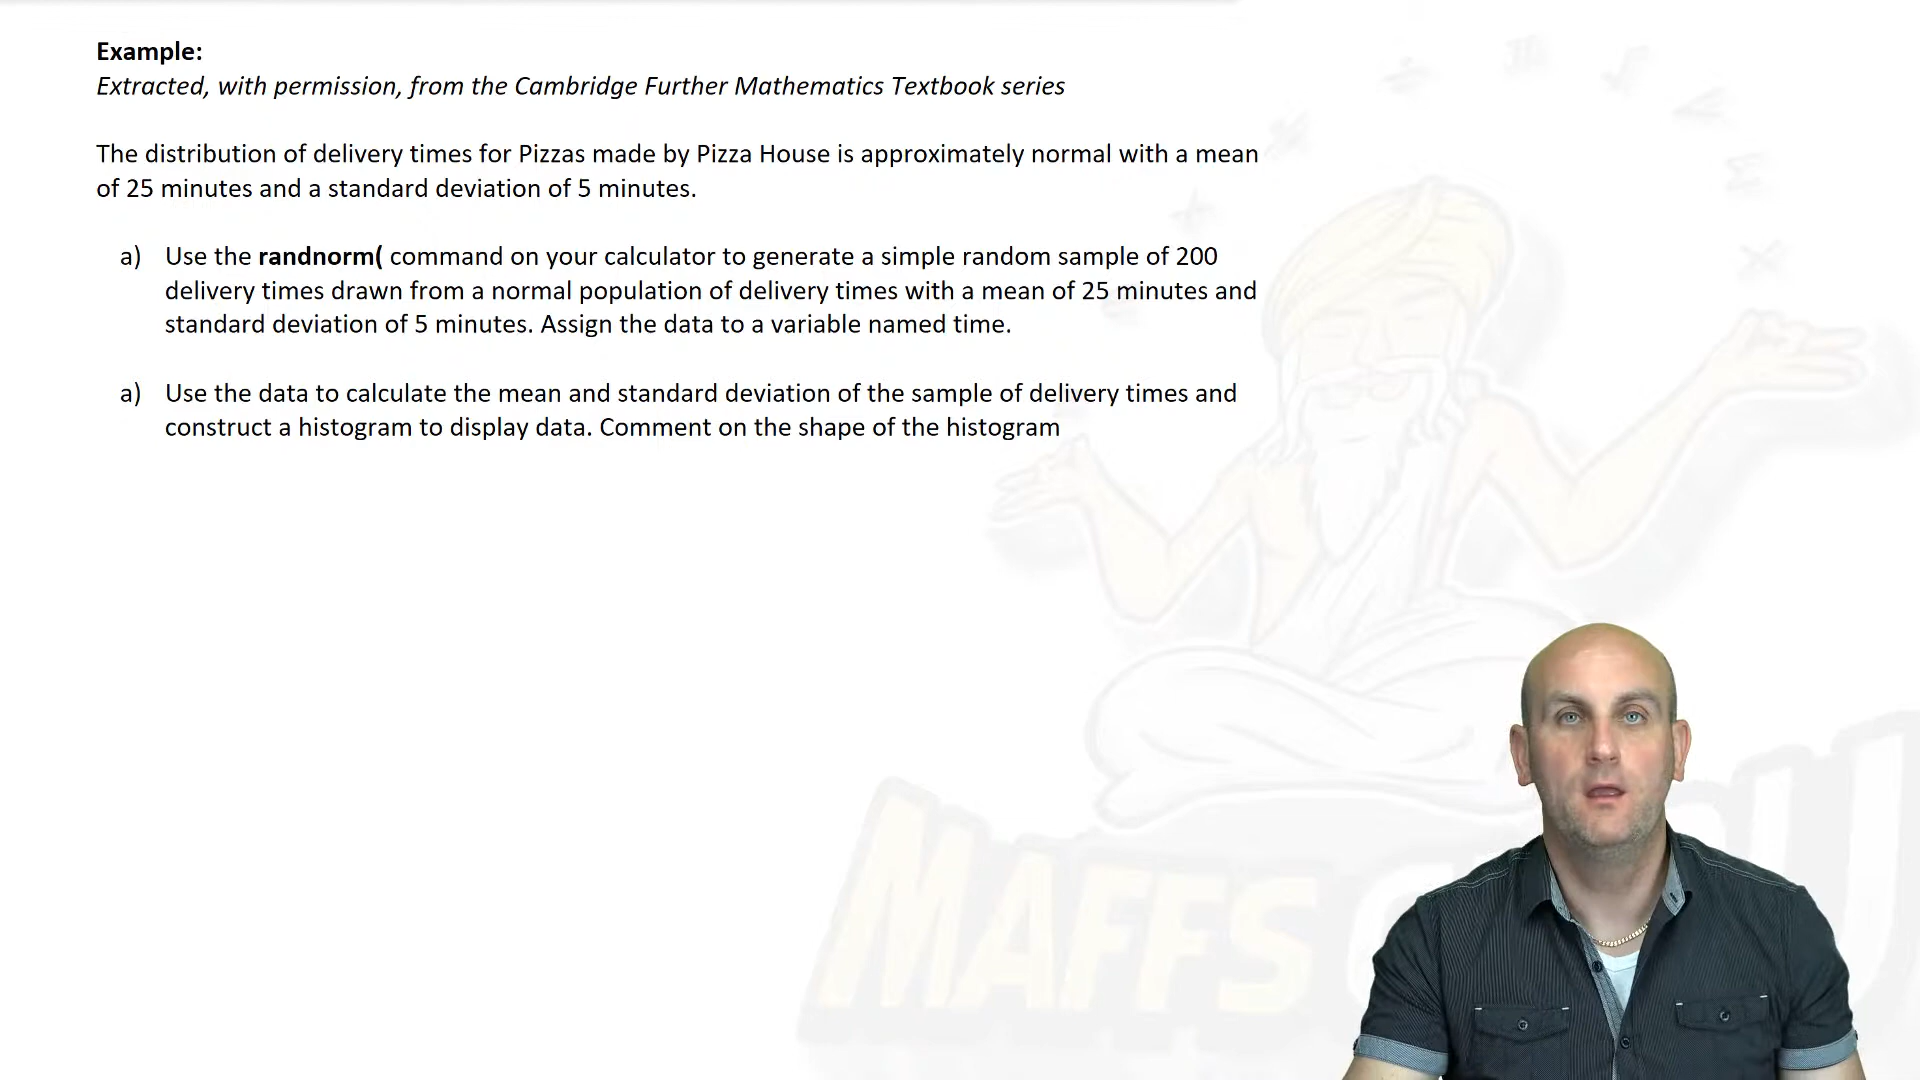 Example:
Extracted, with permission, from the Cambridge Further Mathematics Textbook series
The distribution of delivery times for Pizzas made by Pizza House is approximately normal with a mean
of 25 minutes and a standard deviation of 5 minutes.
a) Use the randnorm( command on your calculator to generate a simple random sample of 200
delivery times drawn from a normal population of delivery times with a mean of 25 minutes and
standard deviation of 5 minutes. Assign the data to a variable named time.
a) Use the data to calculate the mean and standard deviation of the sample of delivery times and
construct a histogram to display data. Comment on the shape of the histogram
MAFFS